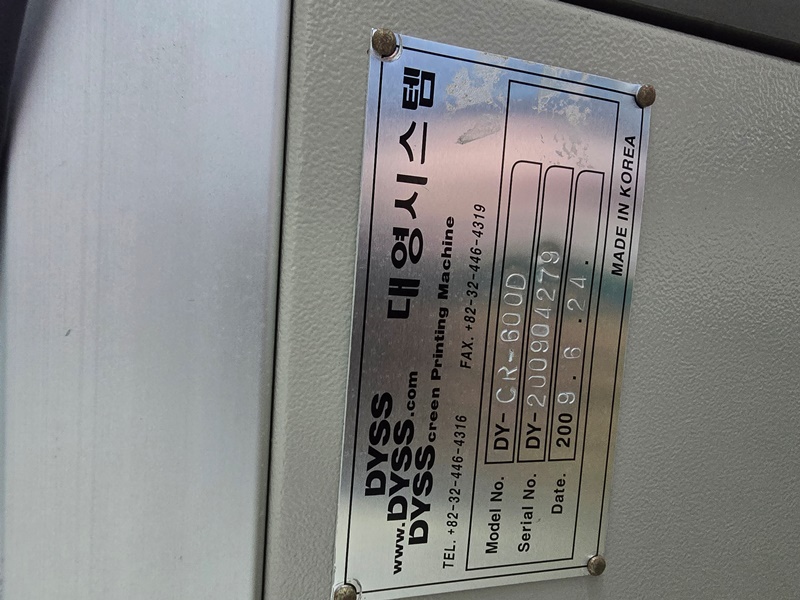 DYSS 대영시스템
www.DYSS.com
DYSScreen Printing Machine
TEL. +82-32-446-4316 FAX. +82-32-446-4319
Model No. DY-CR-600D
Serial No. DY-200904279
Date. 2009.6.24.
MADE IN KOREA